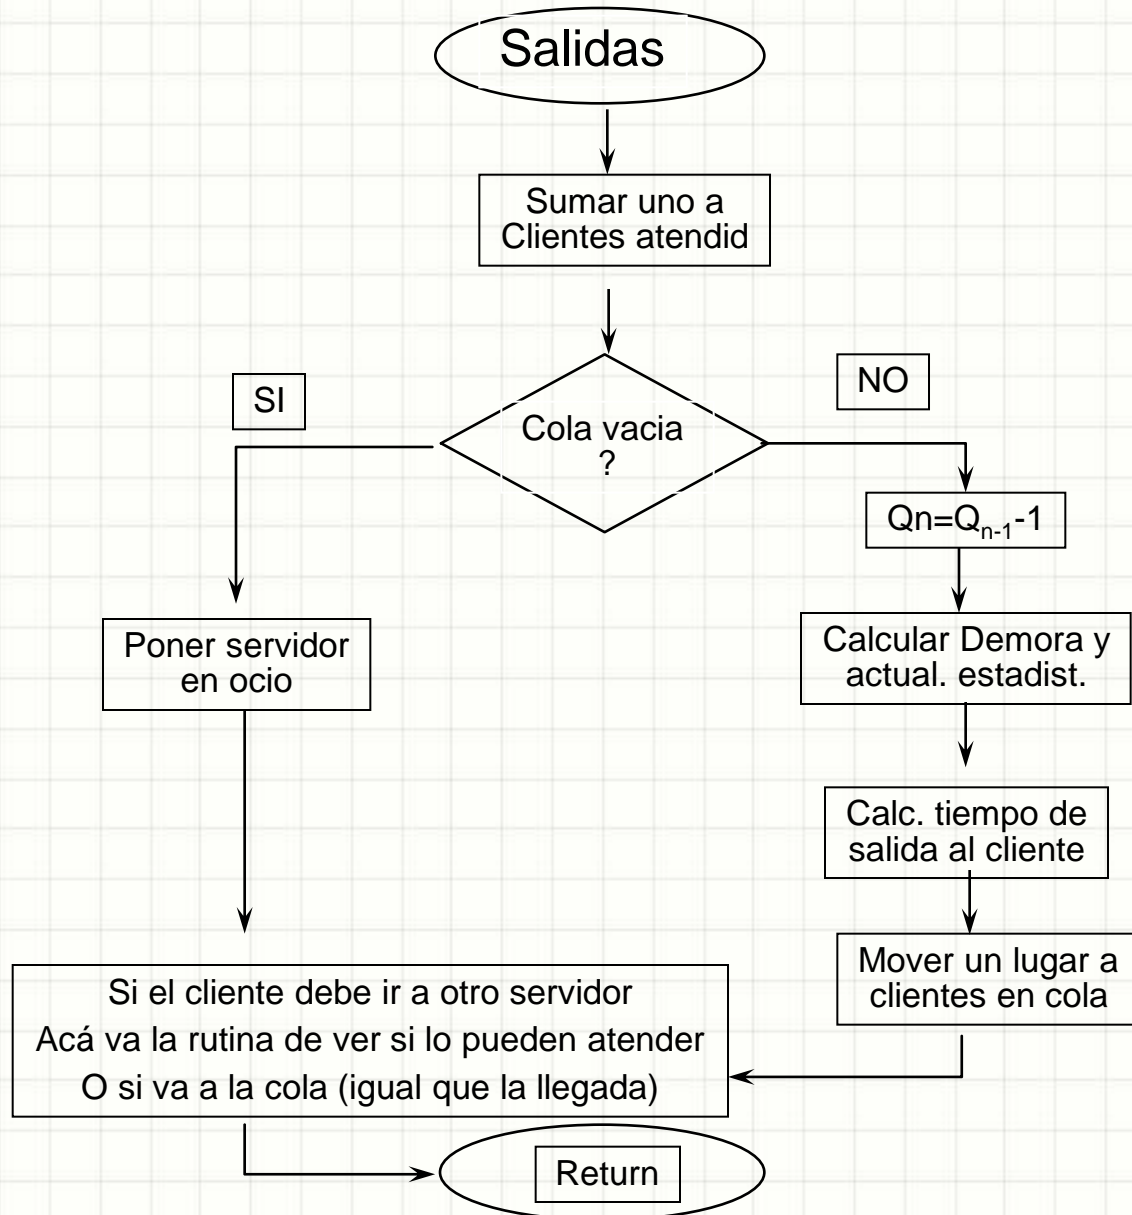 Salidas
Sumar uno a
Clientes atendid
SI
NO
Cola vacia
?
Qn=Qn-1-1
Poner servidor
en ocio
Calcular Demora y
actual. estadist.
Calc. tiempo de
salida al cliente
Mover un lugar a
clientes en cola
Si el cliente debe ir a otro servidor
Acá va la rutina de ver si lo pueden atender
O si va a la cola (igual que la llegada)
Return